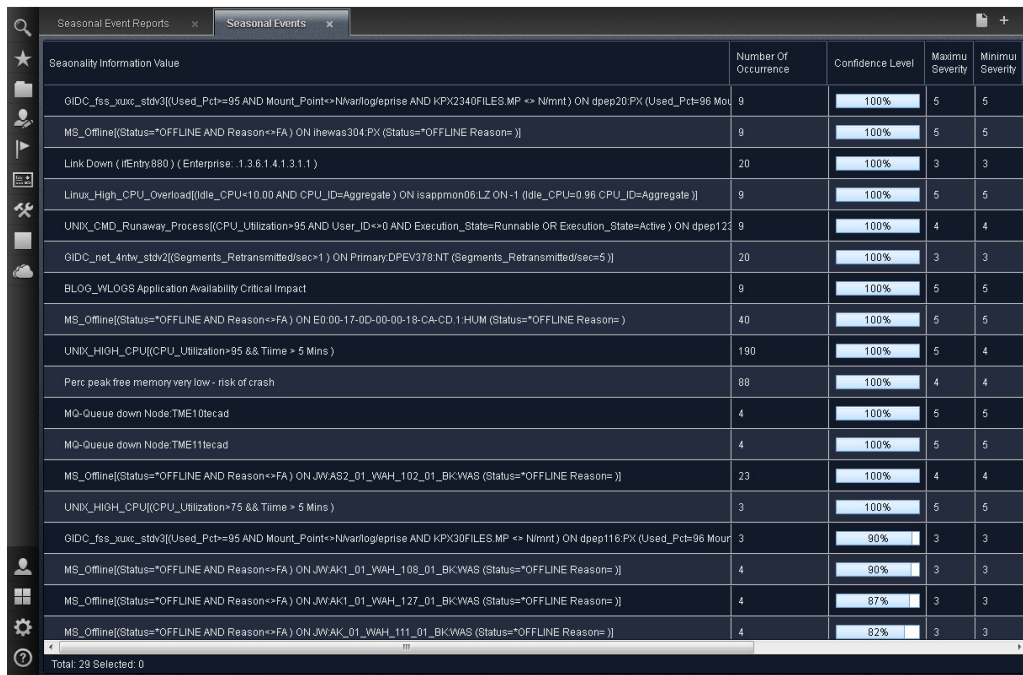 Seasonal Event Reports × Seasonal Events × +
Seaonality Information Value Number Of Occurrence Confidence Level Maximu Severity Minimur Severity
GIDC_fss_xuxc_stdv3[(Used_Pct>=95 AND Mount_Point<>N/var/log/eprise AND KPX2340FILES.MP <> N/mnt ) ON dpep20:PX (Used_Pct=96 Mou 9 100% 5 5
MS_Offline[(Status=*OFFLINE AND Reason<>FA ) ON ihewas304:PX (Status=*OFFLINE Reason= )] 9 100% 5 5
Link Down ( ifEntry.880 ) ( Enterprise: .1.3.6.1.4.1.3.1.1 ) 20 100% 3 3
Linux_High_CPU_Overload[(Idle_CPU<10.00 AND CPU_ID=Aggregate ) ON isappmon06:LZ ON -1 (Idle_CPU=0.96 CPU_ID=Aggregate )] 9 100% 5 5
UNIX_CMD_Runaway_Process[(CPU_Utilization>95 AND User_ID<>0 AND Execution_State=Runnable OR Execution_State=Active ) ON dpep123 9 100% 4 4
GIDC_net_4ntw_stdv2[(Segments_Retransmitted/sec>1 ) ON Primary:DPEV378:NT (Segments_Retransmitted/sec=5 )] 20 100% 3 3
BLOG_WLOGS Application Availability Critical Impact 9 100% 5 5
MS_Offline[(Status=*OFFLINE AND Reason<>FA ) ON E0:00-17-0D-00-00-18-CA-CD.1:HUM (Status=*OFFLINE Reason= ) 40 100% 5 5
UNIX_HIGH_CPU[(CPU_Utilization>95 && Tiime > 5 Mins ) 190 100% 5 4
Perc peak free memory very low - risk of crash 88 100% 4 4
MQ-Queue down Node:TME10tecad 4 100% 5 5
MQ-Queue down Node:TME11tecad 4 100% 5 5
MS_Offline[(Status=*OFFLINE AND Reason<>FA ) ON JW:AS2_01_WAH_102_01_BK:WAS (Status=*OFFLINE Reason= )] 23 100% 4 4
UNIX_HIGH_CPU[(CPU_Utilization>75 && Tiime > 5 Mins ) 3 100% 5 5
GIDC_fss_xuxc_stdv3[(Used_Pct>=95 AND Mount_Point<>N/var/log/eprise AND KPX30FILES.MP <> N/mnt ) ON dpep116:PX (Used_Pct=96 Mour 3 90% 3 3
MS_Offline[(Status=*OFFLINE AND Reason<>FA ) ON JW:AK1_01_WAH_108_01_BK:WAS (Status=*OFFLINE Reason= )] 4 90% 3 3
MS_Offline[(Status=*OFFLINE AND Reason<>FA ) ON JW:AK1_01_WAH_127_01_BK:WAS (Status=*OFFLINE Reason= )] 4 87% 3 3
MS_Offline[(Status=*OFFLINE AND Reason<>FA ) ON JW:AK_01_WAH_111_01_BK:WAS (Status=*OFFLINE Reason= )] 4 82% 3 3
Total: 29 Selected: 0